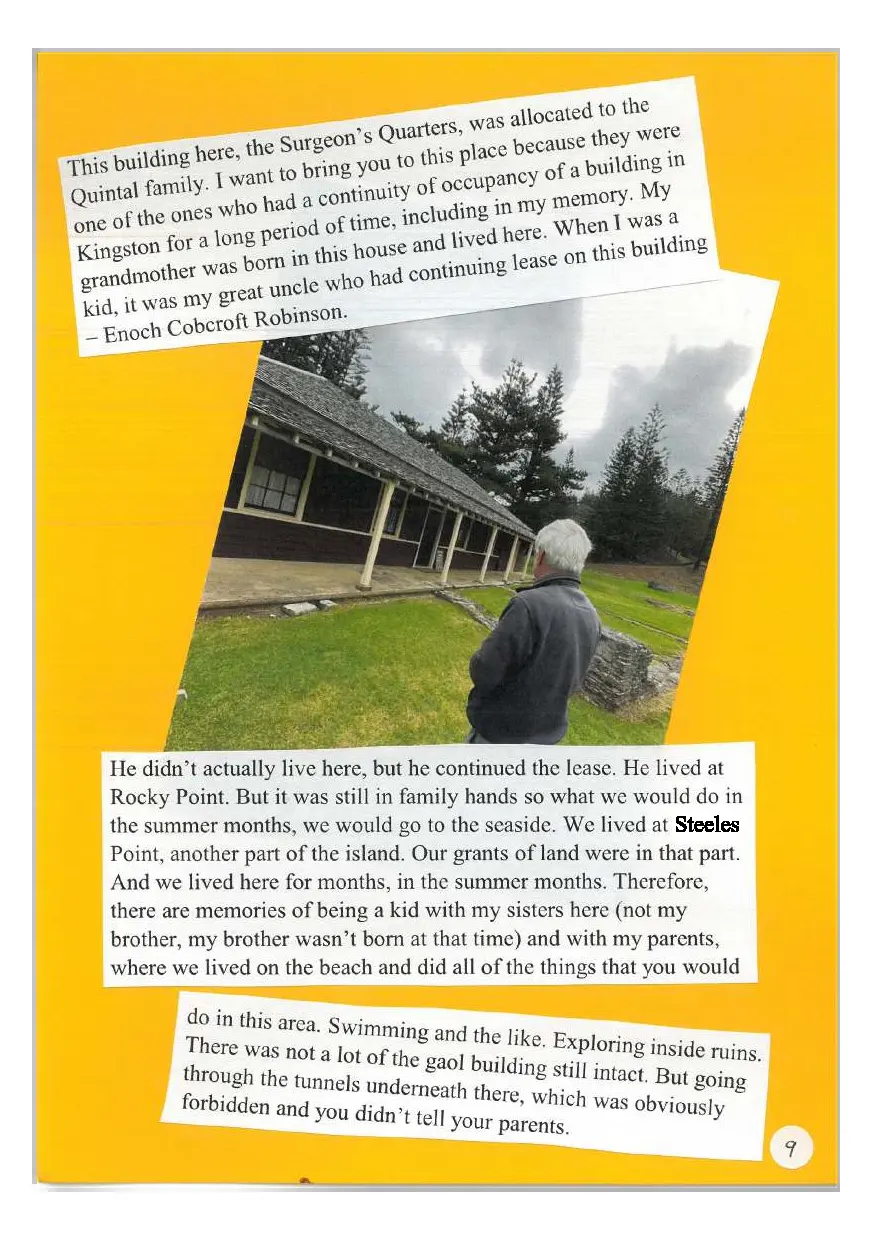 This building here, the Surgeon's Quarters, was allocated to the
Quintal family. I want to bring you to this place because they were
one of the ones who had a continuity of occupancy of a building in
Kingston for a long period of time, including in my memory. My
grandmother was born in this house and lived here. When I was a
kid, it was my great uncle who had continuing lease on this building
– Enoch Cobcroft Robinson.
He didn't actually live here, but he continued the lease. He lived at
Rocky Point. But it was still in family hands so what we would do in
the summer months, we would go to the seaside. We lived at Steeles
Point, another part of the island. Our grants of land were in that part.
And we lived here for months, in the summer months. Therefore,
there are memories of being a kid with my sisters here (not my
brother, my brother wasn't born at that time) and with my parents,
where we lived on the beach and did all of the things that you would
do in this area. Swimming and the like. Exploring inside ruins.
There was not a lot of the gaol building still intact. But going
through the tunnels underneath there, which was obviously
forbidden and you didn't tell your parents.
9